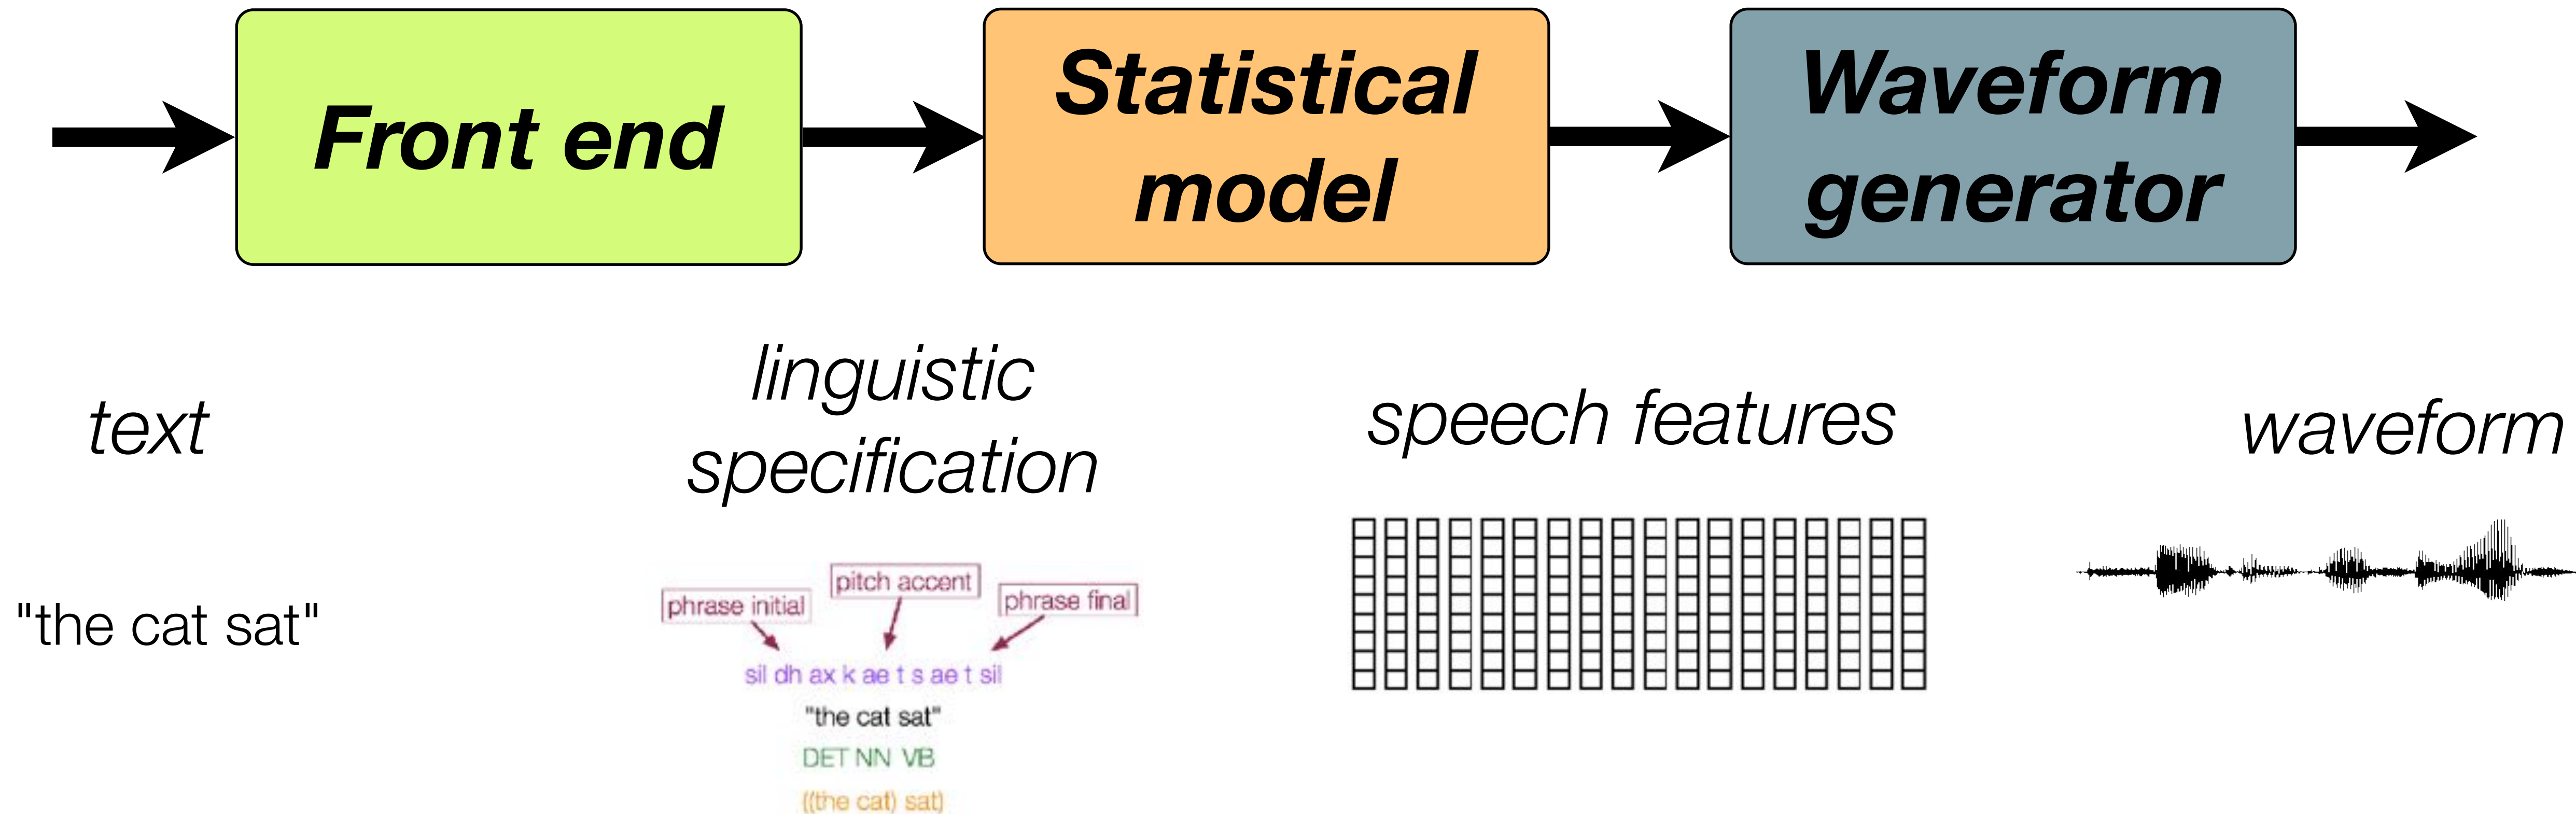 Front end
Statistical
model
Waveform
generator
text
linguistic
specification
speech features
waveform
"the cat sat"
phrase initial
pitch accent
phrase final
sil dh ax k ae t s ae t sil
"the cat sat"
DET NN VB
((the cat) sat)